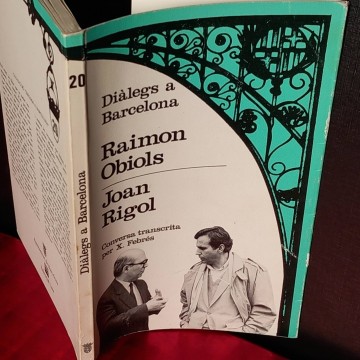 20
Diàlegs a Barcelona
Diàlegs a
Barcelona
Raimon
Obiols
Joan
Rigol
Conversa transcrita
per X. Febrés